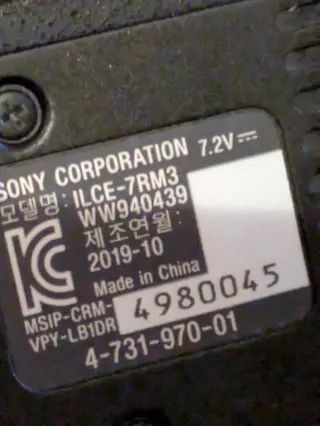 SONY CORPORATION 7.2V ⎓
모델명: ILCE-7RM3
WW940439
제조연월:
2019-10
Made in China
MSIP-CRM-
VPY-LB1DR
4980045
4-731-970-01